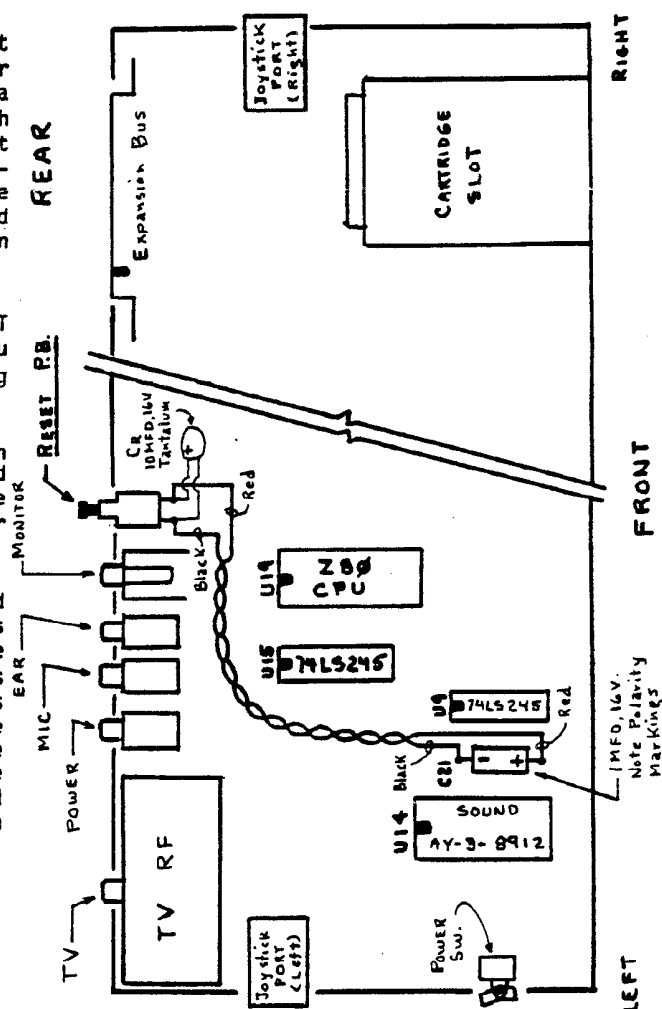 REAR
RIGHT
FRONT
LEFT
Joystick
PORT
(Right)
CARTRIDGE
SLOT
Expansion Bus
RESET P.B.
CR
10MFD,16V
Tantalum
+
Red
Black
MONITOR
EAR
MIC
POWER
TV
TV RF
U19
Z80
CPU
U15
74LS245
U9
74LS245
Red
Black
C21
- +
1MFD,16V.
Note Polarity
Markings
U14
SOUND
AY-3-8912
POWER
SW.
Joystick
PORT
(Left)